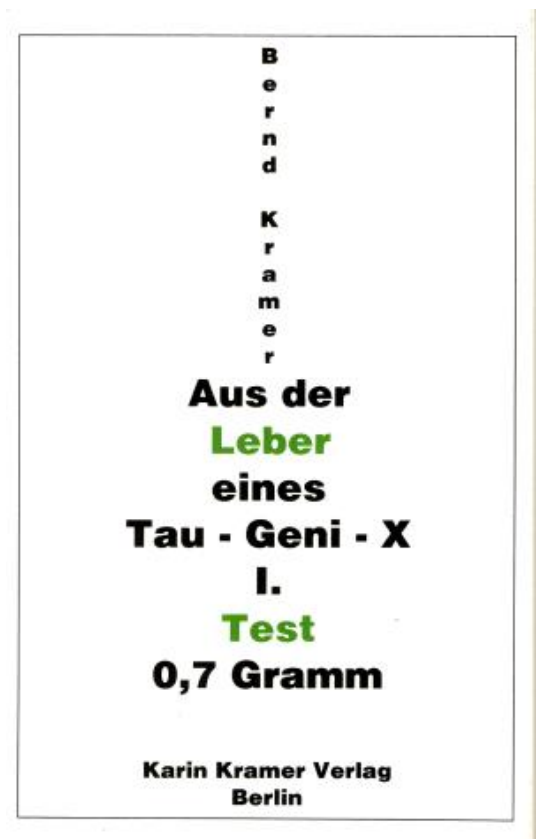 Bernd Kramer
Aus der
Leber
eines
Tau - Geni - X
I.
Test
0,7 Gramm
Karin Kramer Verlag
Berlin